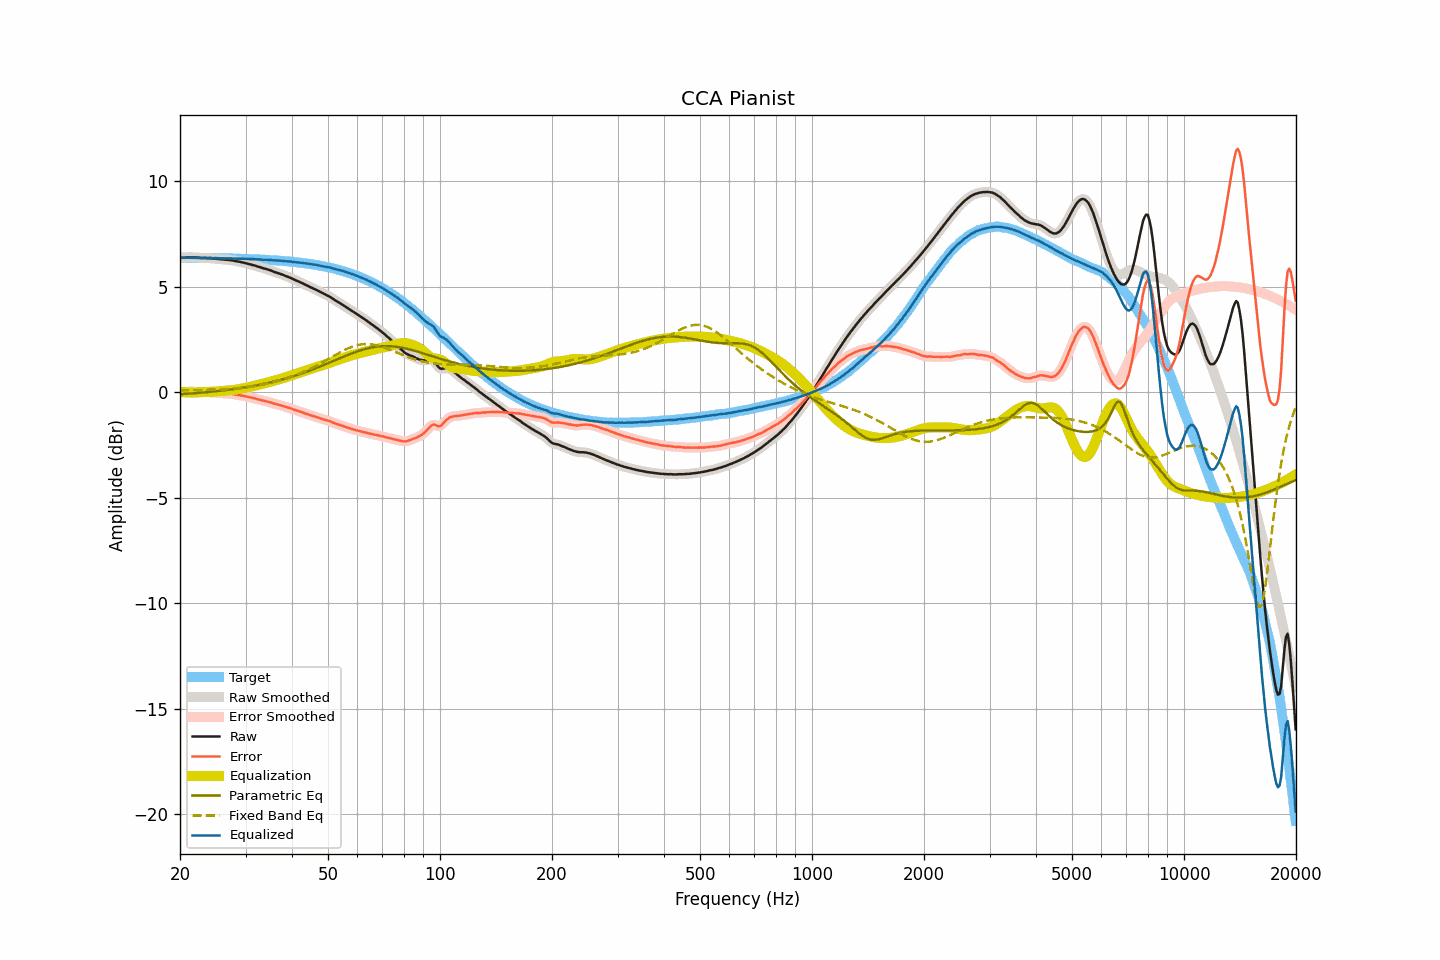 CCA Pianist
Amplitude (dBr)
10
5
0
−5
−10
−15
−20
Target
Raw Smoothed
Error Smoothed
Raw
Error
Equalization
Parametric Eq
Fixed Band Eq
Equalized
20 50 100 200 500 1000 2000 5000 10000 20000
Frequency (Hz)